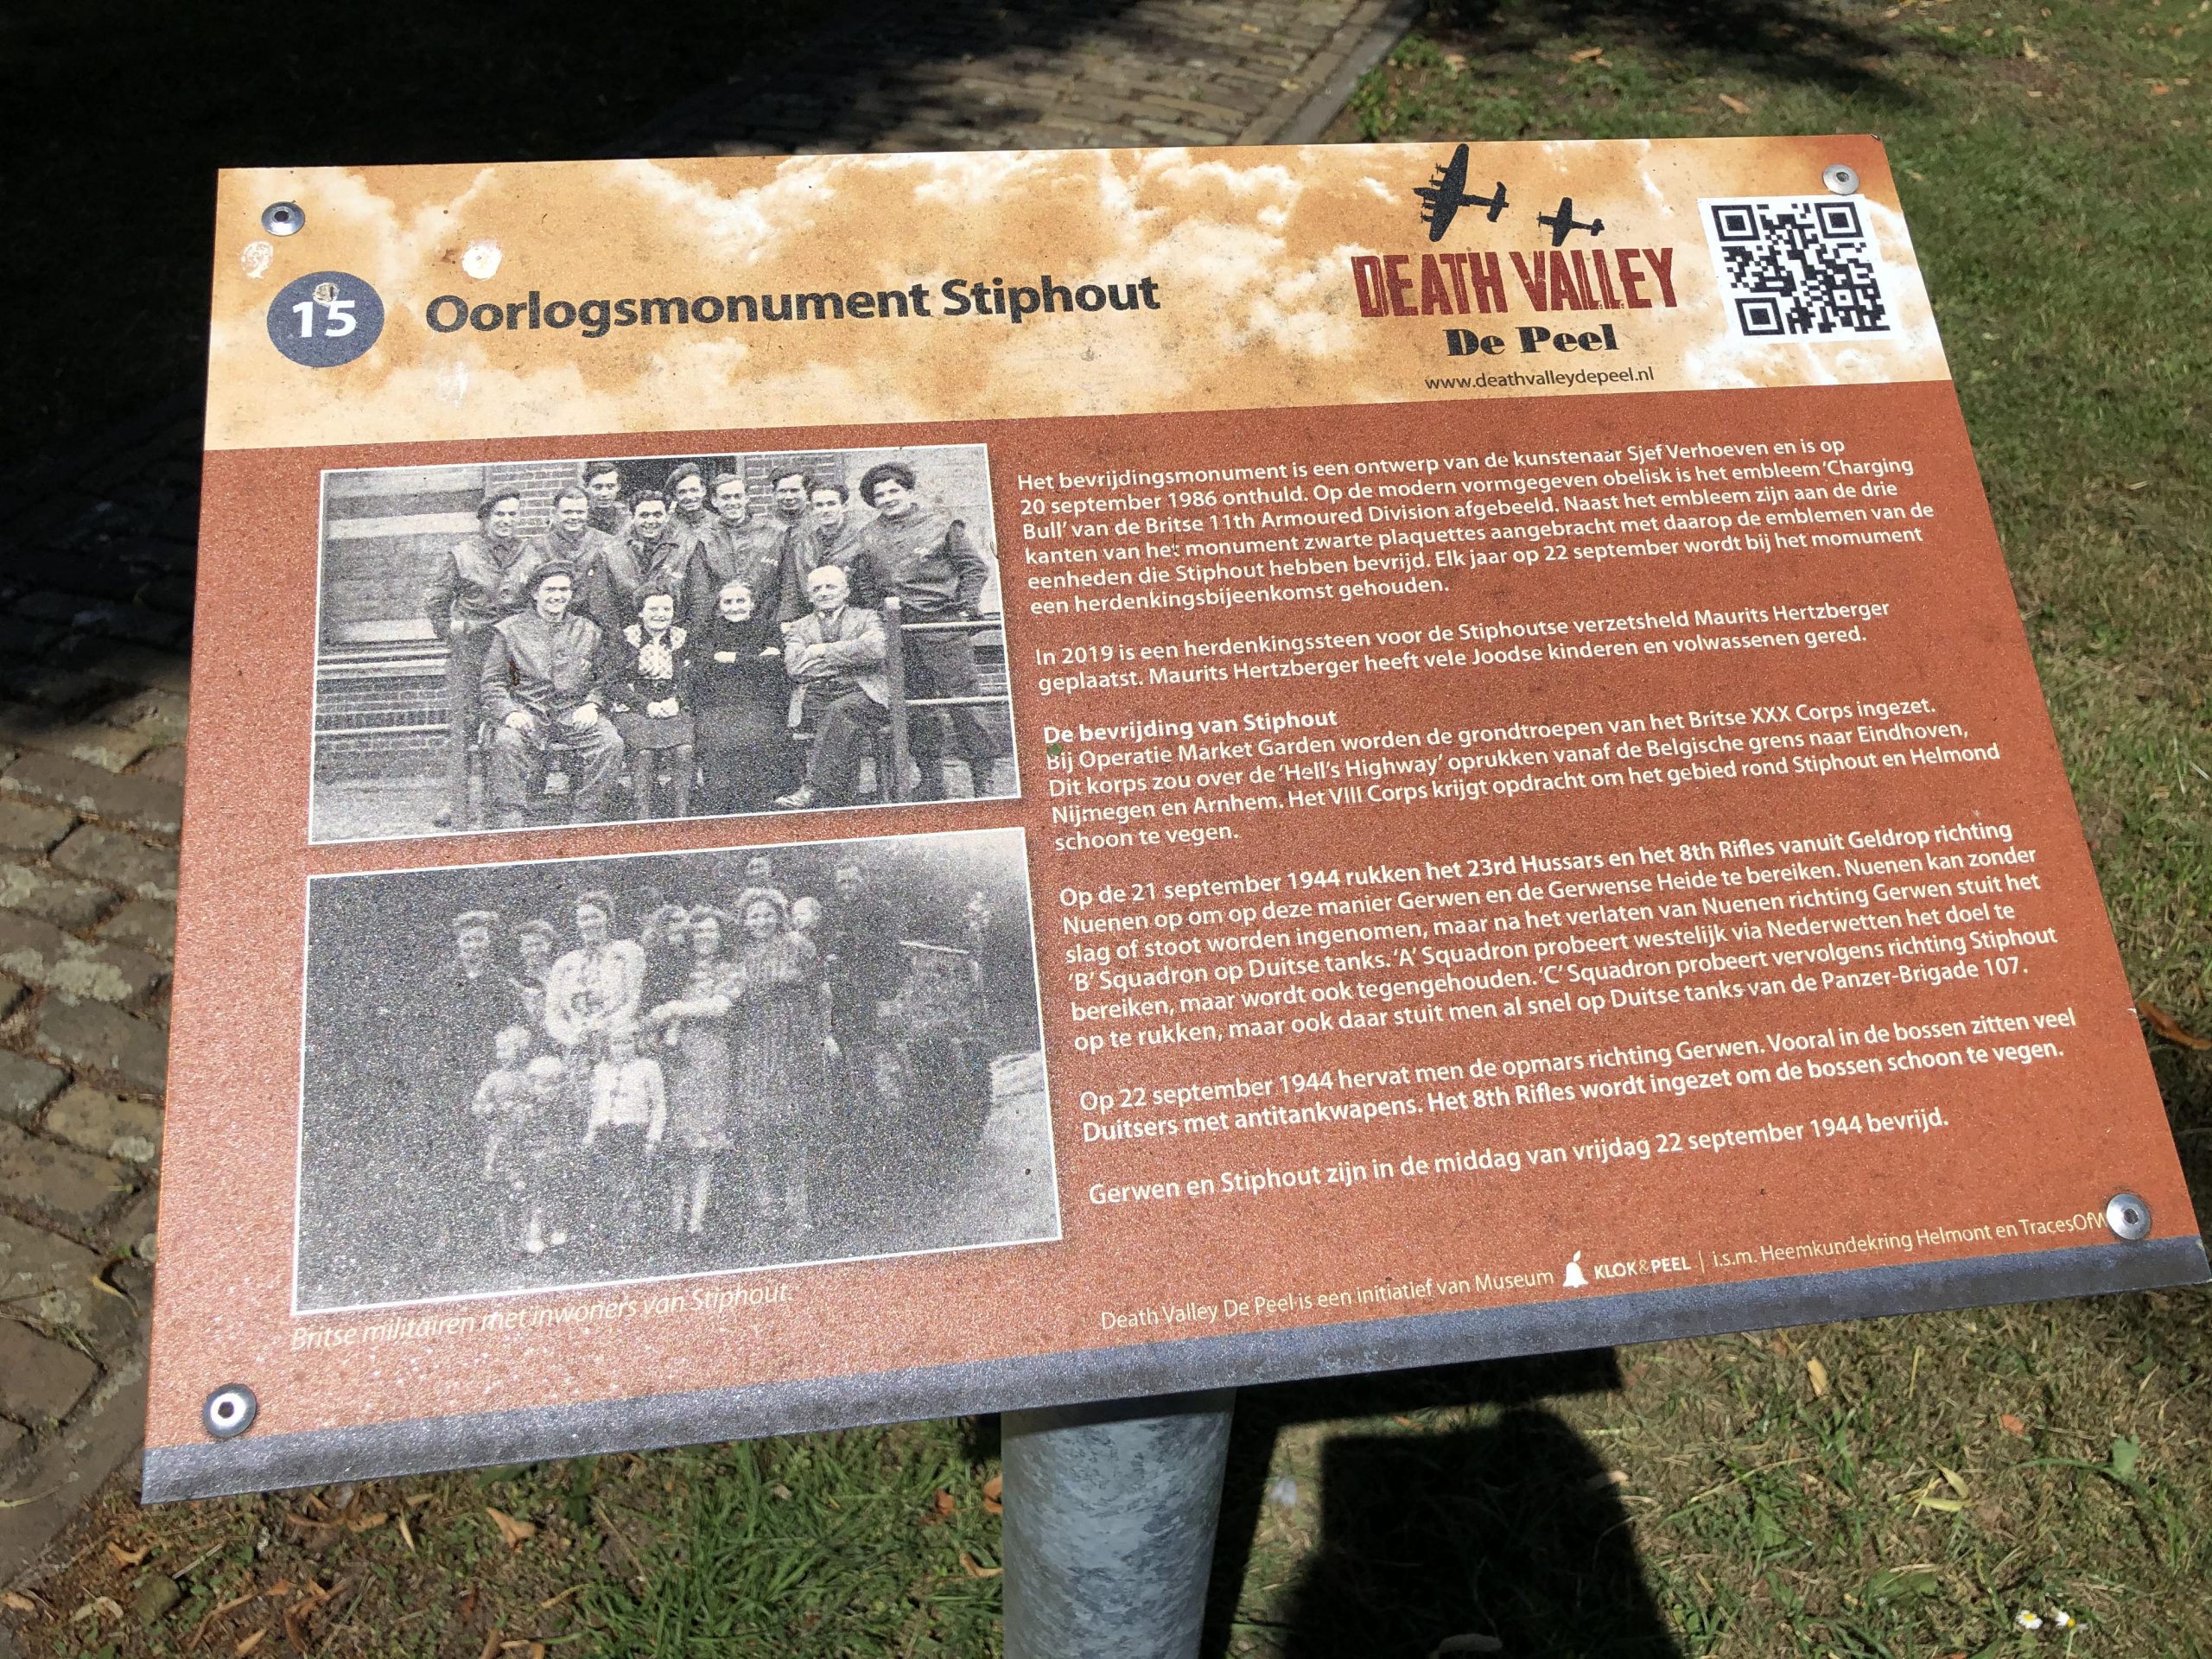 15
Oorlogsmonument Stiphout
DEATH VALLEY
De Peel
www.deathvalleydepeel.nl
Het bevrijdingsmonument is een ontwerp van de kunstenaar Sjef Verhoeven en is op
20 september 1986 onthuld. Op de modern vormgegeven obelisk is het embleem 'Charging
Bull' van de Britse 11th Armoured Division afgebeeld. Naast het embleem zijn aan de drie
kanten van het monument zwarte plaquettes aangebracht met daarop de emblemen van de
eenheden die Stiphout hebben bevrijd. Elk jaar op 22 september wordt bij het momument
een herdenkingsbijeenkomst gehouden.
In 2019 is een herdenkingssteen voor de Stiphoutse verzetsheld Maurits Hertzberger
geplaatst. Maurits Hertzberger heeft vele Joodse kinderen en volwassenen gered.
De bevrijding van Stiphout
Bij Operatie Market Garden worden de grondtroepen van het Britse XXX Corps ingezet.
Dit korps zou over de 'Hell's Highway' oprukken vanaf de Belgische grens naar Eindhoven,
Nijmegen en Arnhem. Het VIII Corps krijgt opdracht om het gebied rond Stiphout en Helmond
schoon te vegen.
Op de 21 september 1944 rukken het 23rd Hussars en het 8th Rifles vanuit Geldrop richting
Nuenen op om op deze manier Gerwen en de Gerwense Heide te bereiken. Nuenen kan zonder
slag of stoot worden ingenomen, maar na het verlaten van Nuenen richting Gerwen stuit het
'B' Squadron op Duitse tanks. 'A' Squadron probeert westelijk via Nederwetten het doel te
bereiken, maar wordt ook tegengehouden. 'C' Squadron probeert vervolgens richting Stiphout
op te rukken, maar ook daar stuit men al snel op Duitse tanks van de Panzer-Brigade 107.
Op 22 september 1944 hervat men de opmars richting Gerwen. Vooral in de bossen zitten veel
Duitsers met antitankwapens. Het 8th Rifles wordt ingezet om de bossen schoon te vegen.
Gerwen en Stiphout zijn in de middag van vrijdag 22 september 1944 bevrijd.
Britse militairen met inwoners van Stiphout.
Death Valley De Peel is een initiatief van Museum KLOK&PEEL | i.s.m. Heemkundekring Helmont en TracesOfW